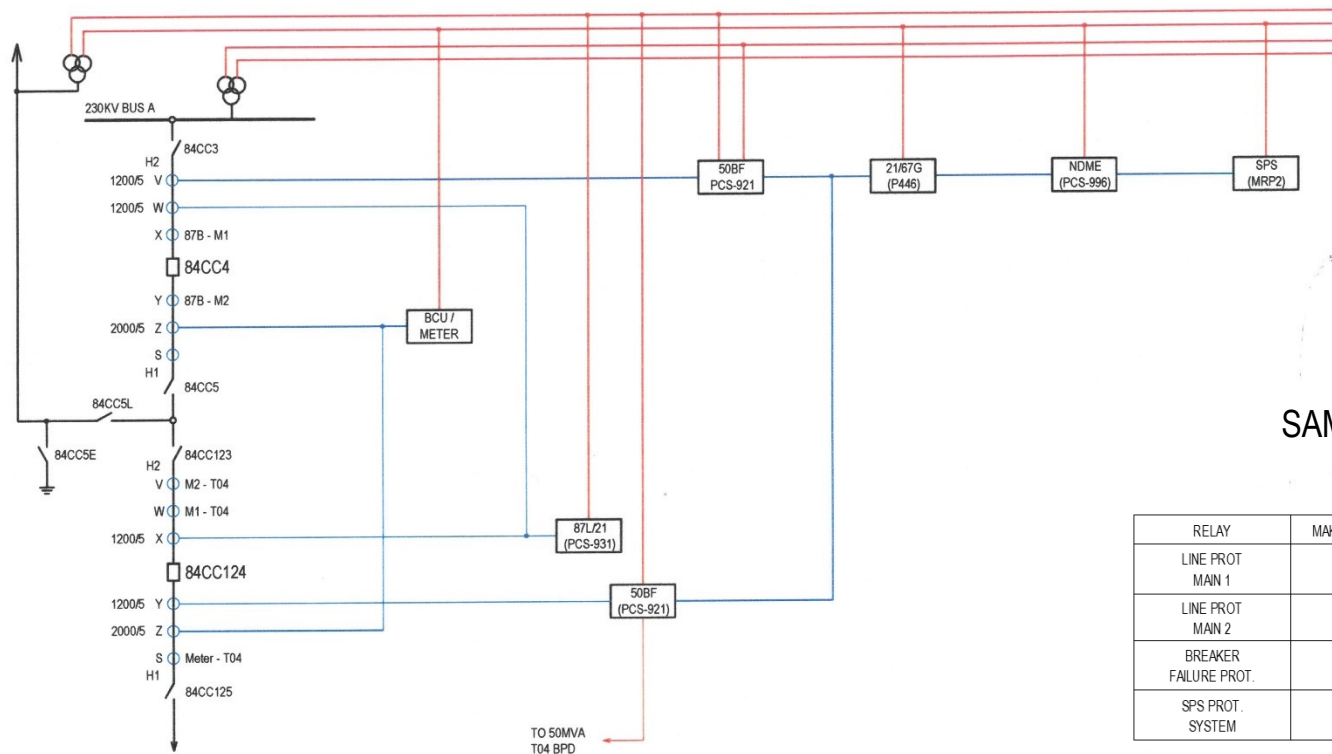 230KV BUS A
84CC3
H2
1200/5 V
1200/5 W
X 87B - M1
84CC4
Y 87B - M2
2000/5 Z
S
H1
84CC5
84CC5L
84CC5E
84CC123
H2
V M2 - T04
W M1 - T04
1200/5 X
84CC124
1200/5 Y
2000/5 Z
S Meter - T04
H1
84CC125
50BF
PCS-921
21/67G
(P446)
NDME
(PCS-996)
SPS
(MRP2)
BCU /
METER
87L/21
(PCS-931)
50BF
(PCS-921)
TO 50MVA
T04 BPD
SAM
RELAY MAK
LINE PROT
MAIN 1
LINE PROT
MAIN 2
BREAKER
FAILURE PROT.
SPS PROT.
SYSTEM